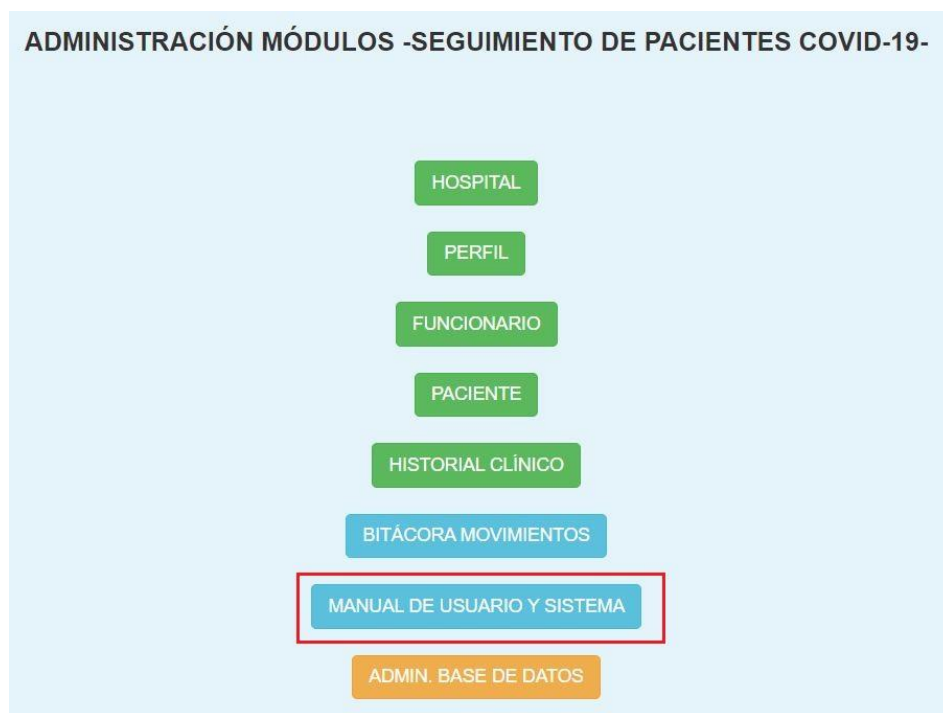 ADMINISTRACIÓN MÓDULOS -SEGUIMIENTO DE PACIENTES COVID-19-
HOSPITAL
PERFIL
FUNCIONARIO
PACIENTE
HISTORIAL CLÍNICO
BITÁCORA MOVIMIENTOS
MANUAL DE USUARIO Y SISTEMA
ADMIN. BASE DE DATOS